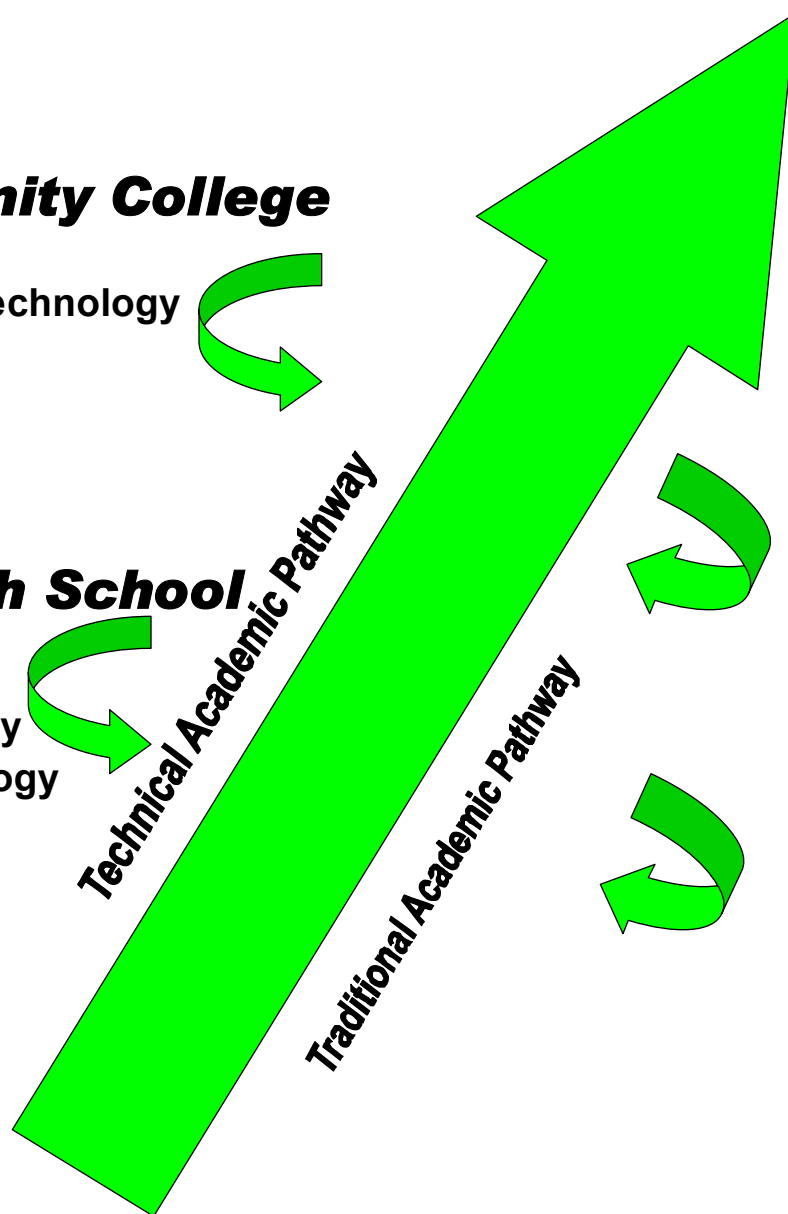 nity College
echnology
h School
y
ogy
Technical Academic Pathway
Traditional Academic Pathway